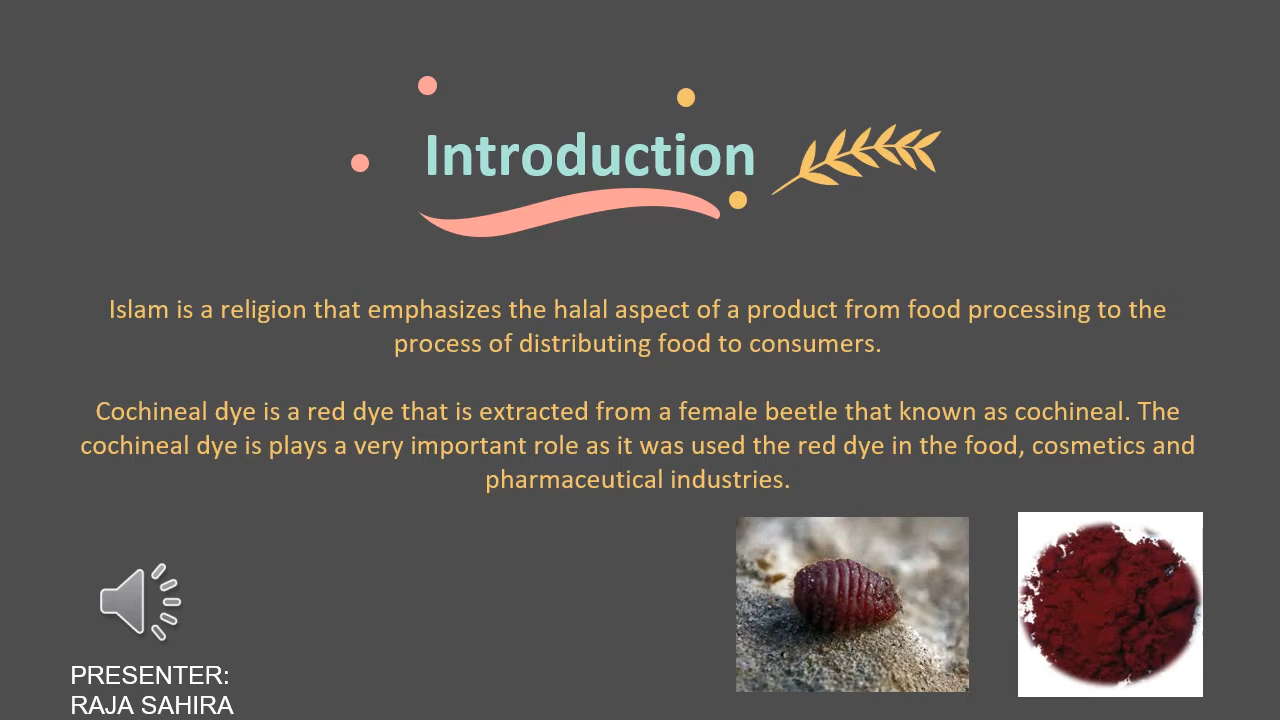 Introduction
Islam is a religion that emphasizes the halal aspect of a product from food processing to the
process of distributing food to consumers.
Cochineal dye is a red dye that is extracted from a female beetle that known as cochineal. The
cochineal dye is plays a very important role as it was used the red dye in the food, cosmetics and
pharmaceutical industries.
PRESENTER:
RAJA SAHIRA